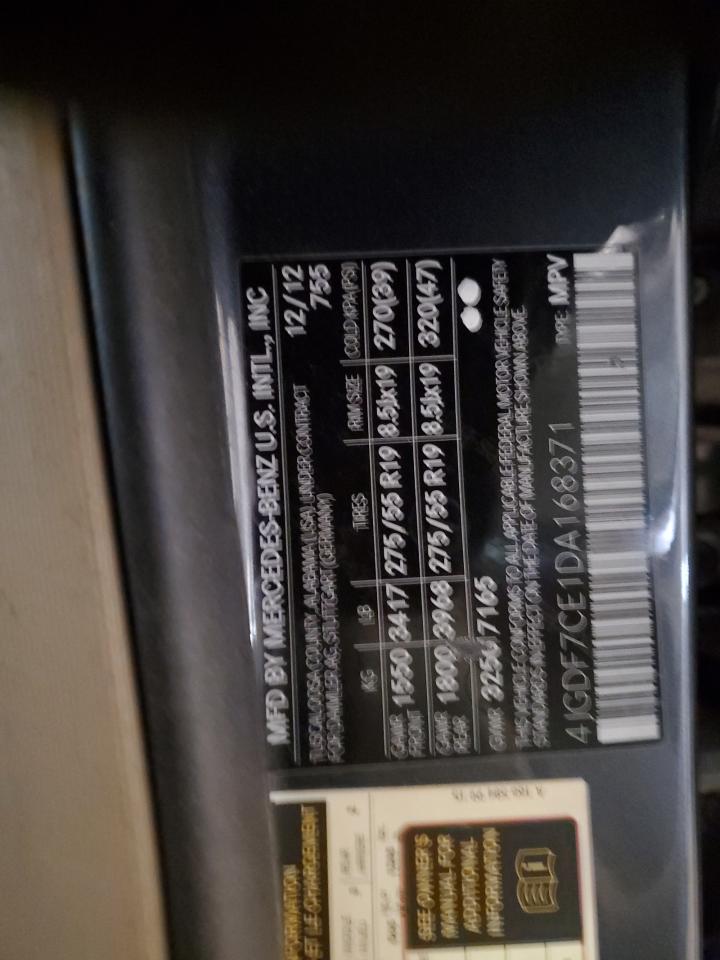 MFD BY MERCEDES-BENZ U.S. INTL., INC
TUSCALOOSA COUNTY, ALABAMA (USA) UNDER CONTRACT 12/12
FOR DAIMLER AG, STUTTGART (GERMANY) 755
KG LB TIRES RIM SIZE COLD KPA (PSI)
GAWR FRONT 1550 3417 275/55 R19 8.5Jx19 270(39)
GAWR REAR 1800 3968 275/55 R19 8.5Jx19 320(47)
GVWR 3250 7165
THIS VEHICLE CONFORMS TO ALL APPLICABLE FEDERAL MOTOR VEHICLE SAFETY
STANDARDS IN EFFECT ON THE DATE OF MANUFACTURE SHOWN ABOVE.
4JGDF7CE1DA168371 TYPE: MPV
ET LE CHARGEMENT
SEE OWNER'S
MANUAL FOR
ADDITIONAL
INFORMATION